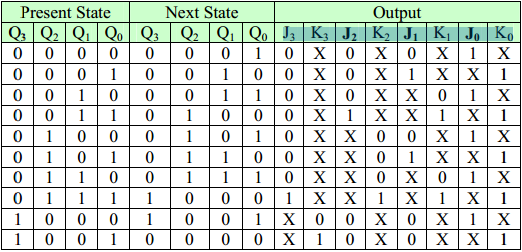 Present State Next State Output
Q3 Q2 Q1 Q0 Q3 Q2 Q1 Q0 J3 K3 J2 K2 J1 K1 J0 K0
0 0 0 0 0 0 0 1 0 X 0 X 0 X 1 X
0 0 0 1 0 0 1 0 0 X 0 X 1 X X 1
0 0 1 0 0 0 1 1 0 X 0 X X 0 1 X
0 0 1 1 0 1 0 0 0 X 1 X X 1 X 1
0 1 0 0 0 1 0 1 0 X X 0 0 X 1 X
0 1 0 1 0 1 1 0 0 X X 0 1 X X 1
0 1 1 0 0 1 1 0 0 X X 0 X 0 1 X
0 1 1 1 1 0 0 0 1 X X 1 X 1 X 1
1 0 0 0 1 0 0 1 X 0 0 X 0 X 1 X
1 0 0 1 0 0 0 0 X 1 0 X 0 X X 1